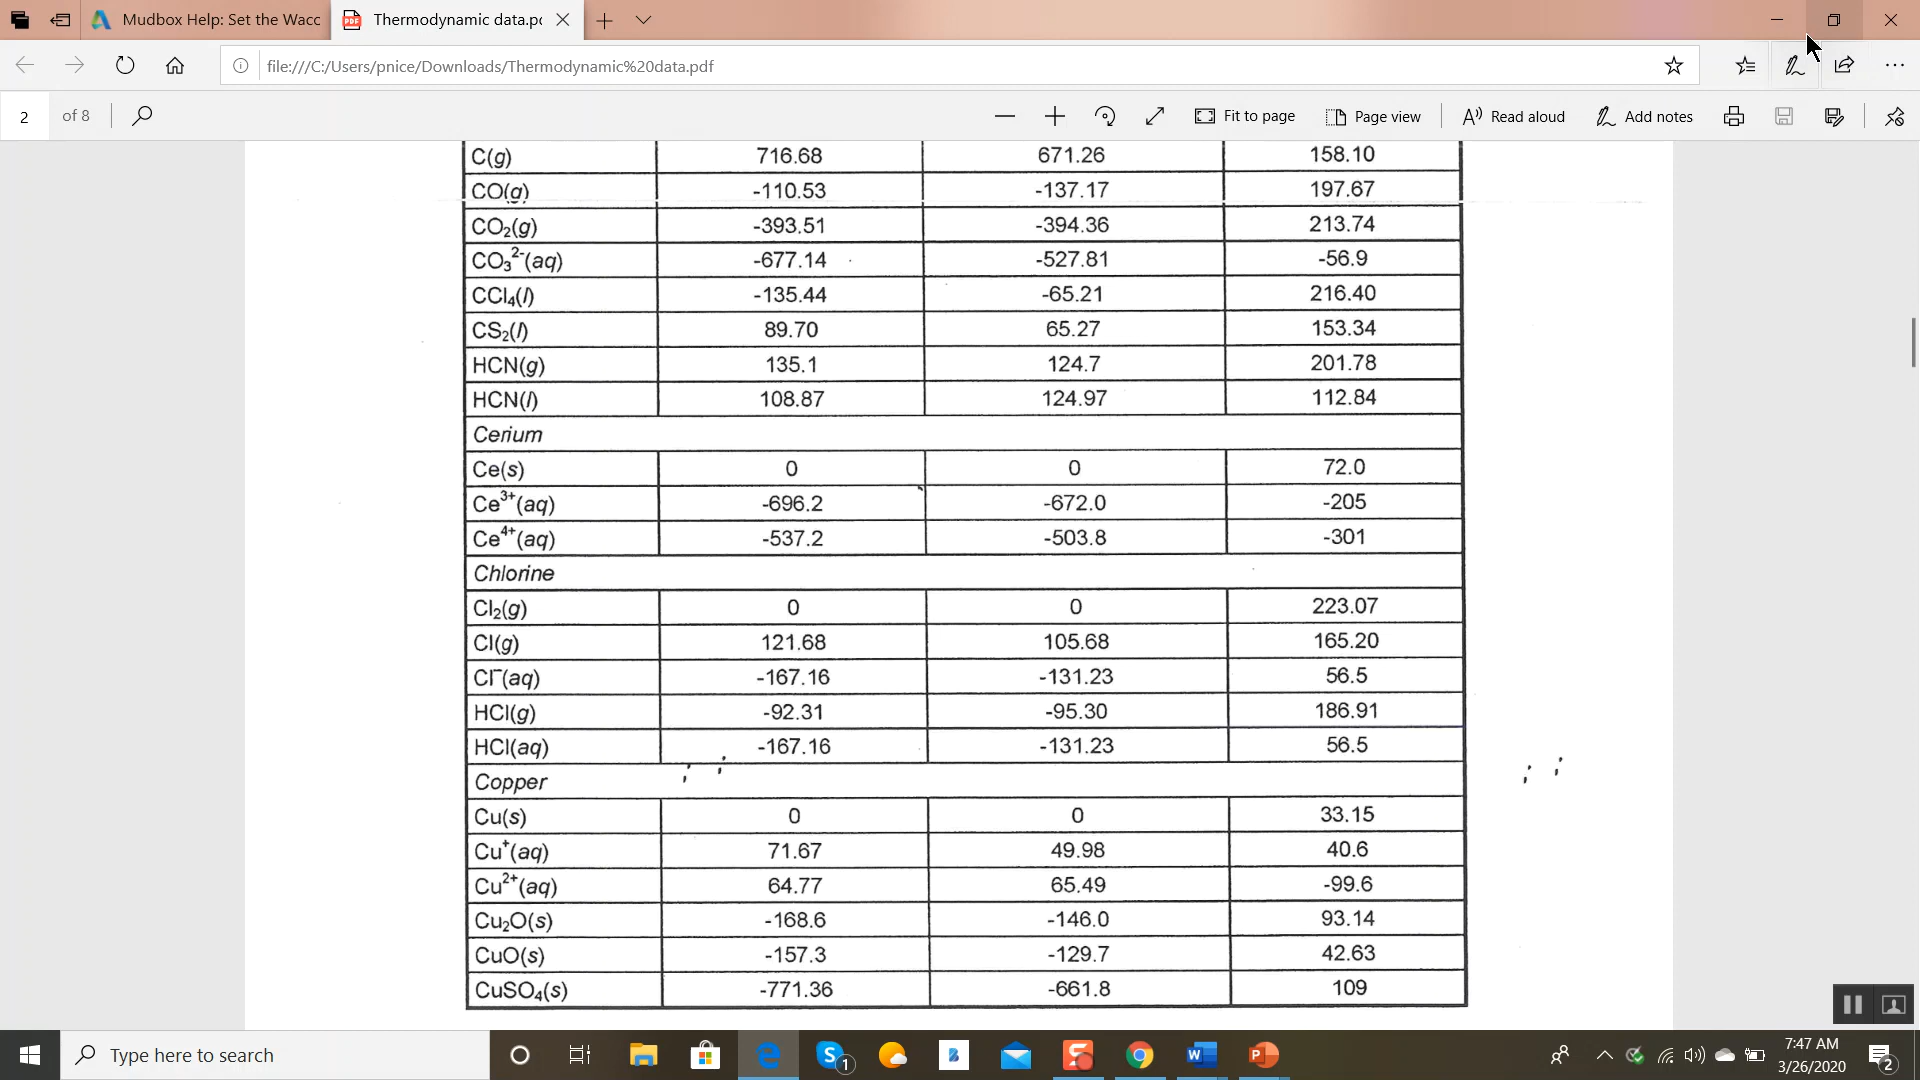 Mudbox Help: Set the Wacc
Thermodynamic data.pd
file:///C:/Users/pnice/Downloads/Thermodynamic%20data.pdf
2 of 8 Fit to page Page view Read aloud Add notes
C(g) 716.68 671.26 158.10
CO(g) -110.53 -137.17 197.67
CO₂(g) -393.51 -394.36 213.74
CO₃²⁻(aq) -677.14 -527.81 -56.9
CCl₄(l) -135.44 -65.21 216.40
CS₂(l) 89.70 65.27 153.34
HCN(g) 135.1 124.7 201.78
HCN(l) 108.87 124.97 112.84
Cerium
Ce(s) 0 0 72.0
Ce³⁺(aq) -696.2 -672.0 -205
Ce⁴⁺(aq) -537.2 -503.8 -301
Chlorine
Cl₂(g) 0 0 223.07
Cl(g) 121.68 105.68 165.20
Cl⁻(aq) -167.16 -131.23 56.5
HCl(g) -92.31 -95.30 186.91
HCl(aq) -167.16 -131.23 56.5
Copper
Cu(s) 0 0 33.15
Cu⁺(aq) 71.67 49.98 40.6
Cu²⁺(aq) 64.77 65.49 -99.6
Cu₂O(s) -168.6 -146.0 93.14
CuO(s) -157.3 -129.7 42.63
CuSO₄(s) -771.36 -661.8 109
Type here to search
7:47 AM
3/26/2020